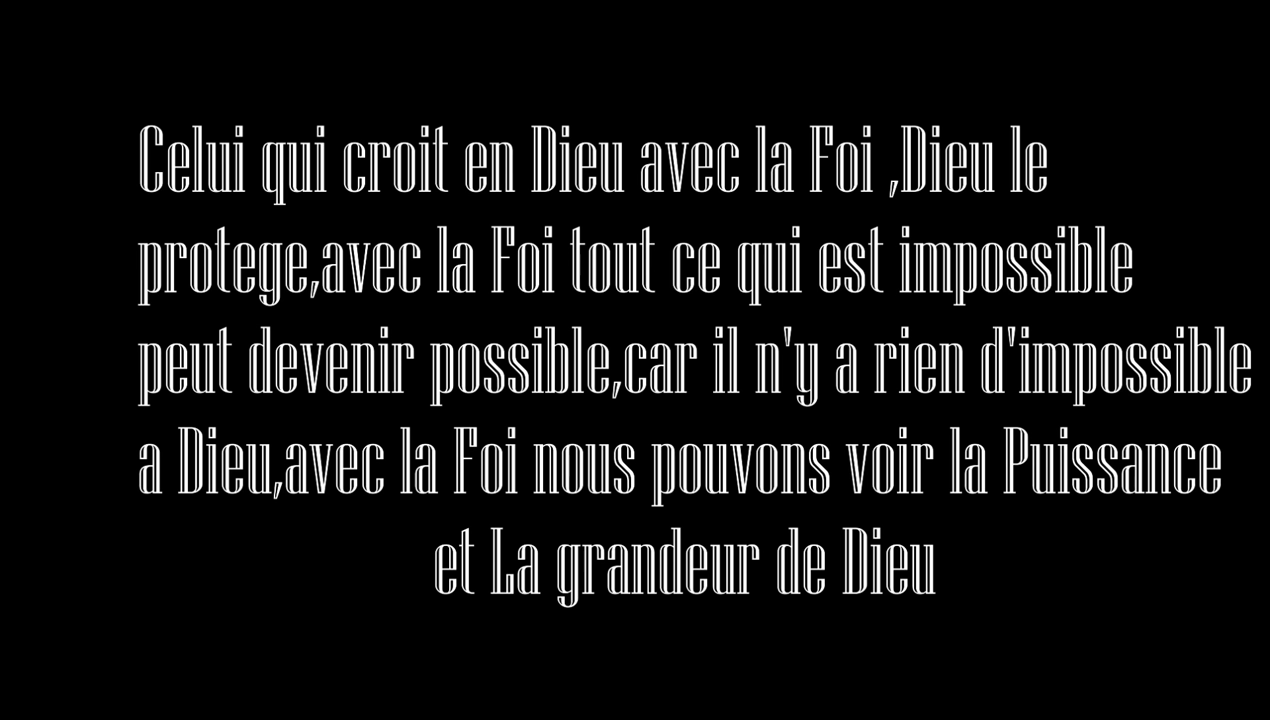 Celui qui croit en Dieu avec la Foi ,Dieu le
protege,avec la Foi tout ce qui est impossible
peut devenir possible,car il n'y a rien d'impossible
a Dieu,avec la Foi nous pouvons voir la Puissance
et La grandeur de Dieu